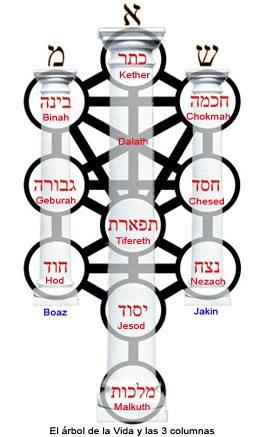 א
מ
ש
כתר
Kether
בינה
Binah
חכמה
Chokmah
Dalath
גבורה
Geburah
חסד
Chesed
תפארת
Tifereth
הוד
Hod
נצח
Nezach
Boaz
יסוד
Jesod
Jakin
מלכות
Malkuth
El árbol de la Vida y las 3 columnas